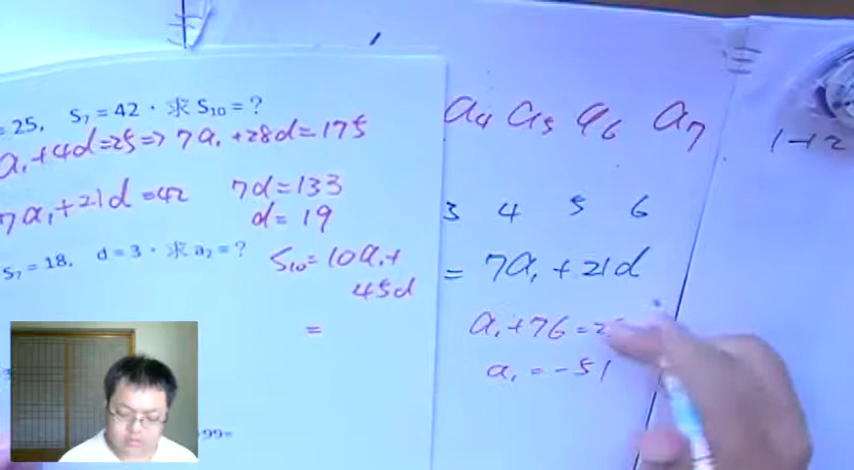 = 25, S₇ = 42,求 S₁₀ = ?
a₁+4d=25⇒ 7a₁+28d=175
7a₁+21d=42 7d=133
d=19
S₇ = 18, d = 3,求 a₂ = ?
S₁₀=10a₁+
45d
=
+99=
a₄ a₅ a₆ a₇
3 4 5 6
= 7a₁+21d
a₁+76=2
a₁=-51